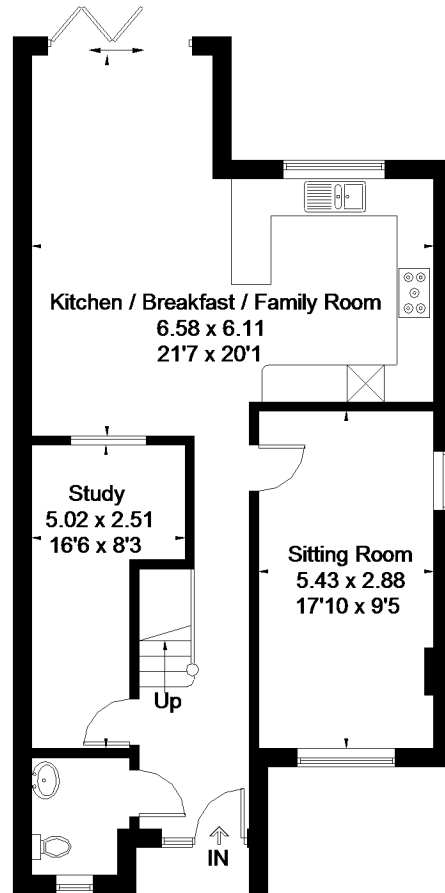 Kitchen / Breakfast / Family Room
6.58 x 6.11
21'7 x 20'1
Study
5.02 x 2.51
16'6 x 8'3
Sitting Room
5.43 x 2.88
17'10 x 9'5
Up
IN